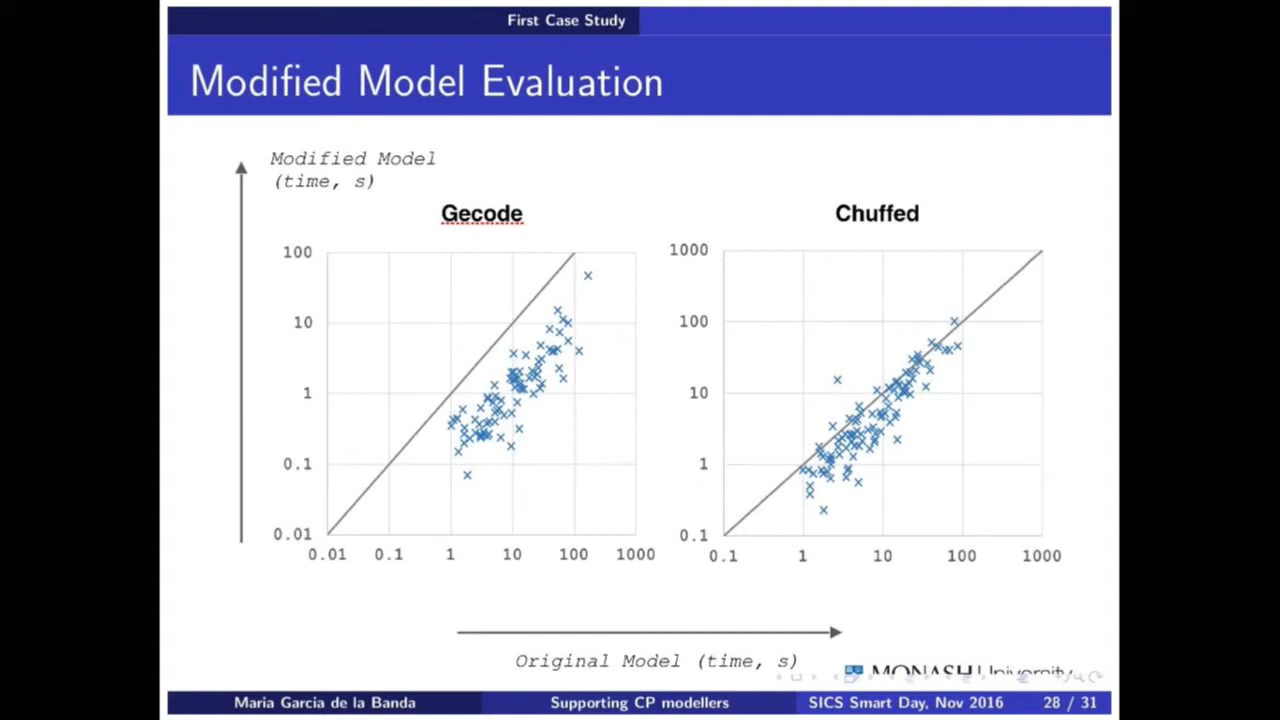 First Case Study
Modified Model Evaluation
Modified Model
(time, s)
Gecode
Chuffed
100
10
1
0.1
0.01
0.01 0.1 1 10 100 1000
1000
100
10
1
0.1
0.1 1 10 100 1000
Original Model (time, s)
MONASH University
Maria Garcia de la Banda Supporting CP modellers SICS Smart Day, Nov 2016 28 / 31